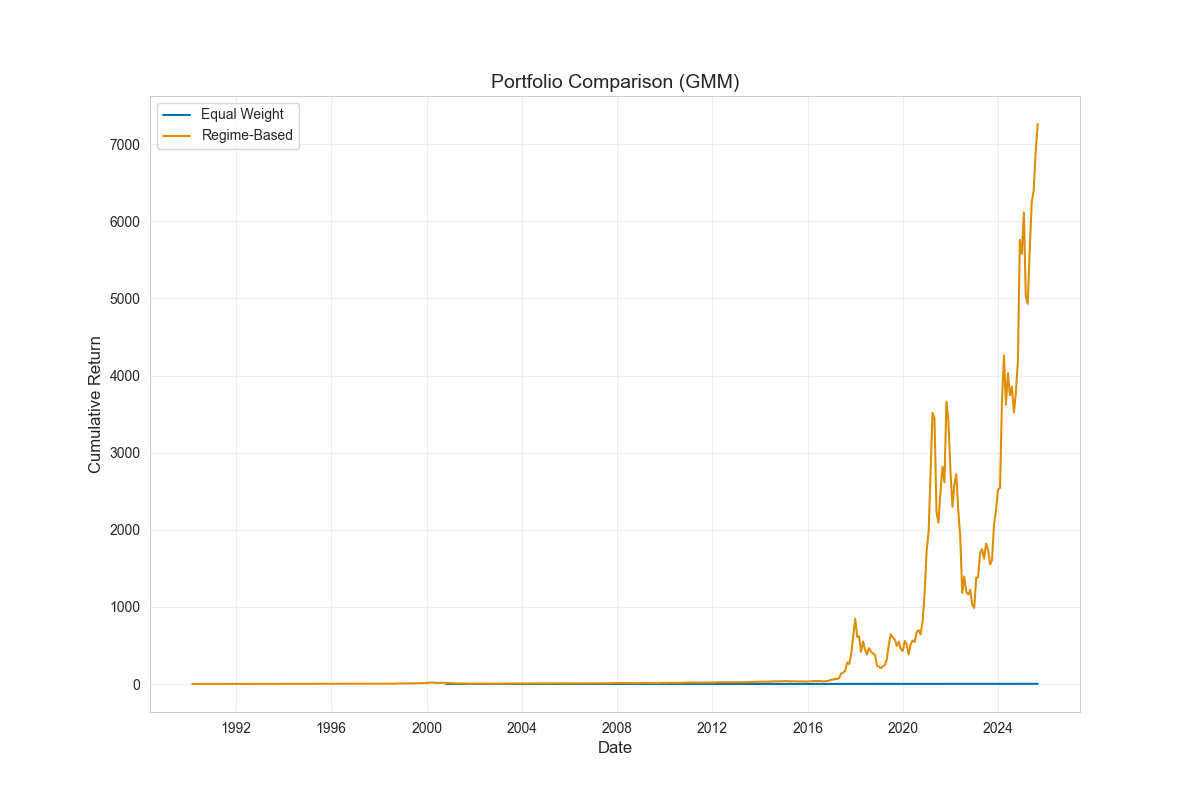 Portfolio Comparison (GMM)
Equal Weight
Regime-Based
Cumulative Return
7000
6000
5000
4000
3000
2000
1000
0
1992 1996 2000 2004 2008 2012 2016 2020 2024
Date